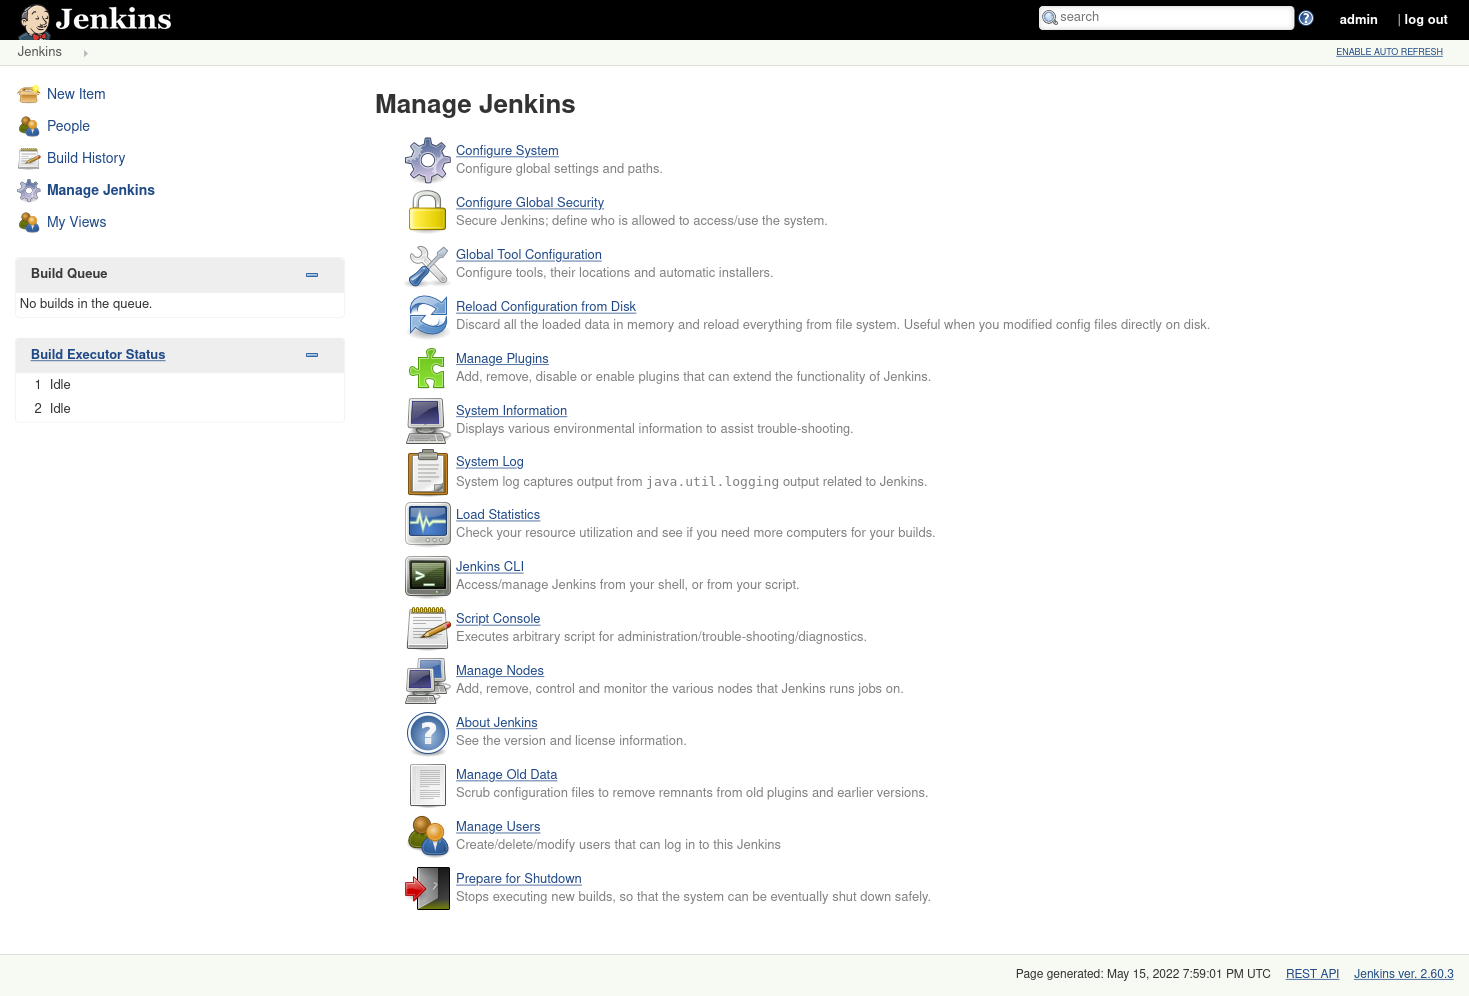 Jenkins
search
admin | log out
Jenkins
ENABLE AUTO REFRESH
New Item
People
Build History
Manage Jenkins
My Views
Build Queue
No builds in the queue.
Build Executor Status
1 Idle
2 Idle
Manage Jenkins
Configure System
Configure global settings and paths.
Configure Global Security
Secure Jenkins; define who is allowed to access/use the system.
Global Tool Configuration
Configure tools, their locations and automatic installers.
Reload Configuration from Disk
Discard all the loaded data in memory and reload everything from file system. Useful when you modified config files directly on disk.
Manage Plugins
Add, remove, disable or enable plugins that can extend the functionality of Jenkins.
System Information
Displays various environmental information to assist trouble-shooting.
System Log
System log captures output from java.util.logging output related to Jenkins.
Load Statistics
Check your resource utilization and see if you need more computers for your builds.
Jenkins CLI
Access/manage Jenkins from your shell, or from your script.
Script Console
Executes arbitrary script for administration/trouble-shooting/diagnostics.
Manage Nodes
Add, remove, control and monitor the various nodes that Jenkins runs jobs on.
About Jenkins
See the version and license information.
Manage Old Data
Scrub configuration files to remove remnants from old plugins and earlier versions.
Manage Users
Create/delete/modify users that can log in to this Jenkins
Prepare for Shutdown
Stops executing new builds, so that the system can be eventually shut down safely.
Page generated: May 15, 2022 7:59:01 PM UTC REST API Jenkins ver. 2.60.3